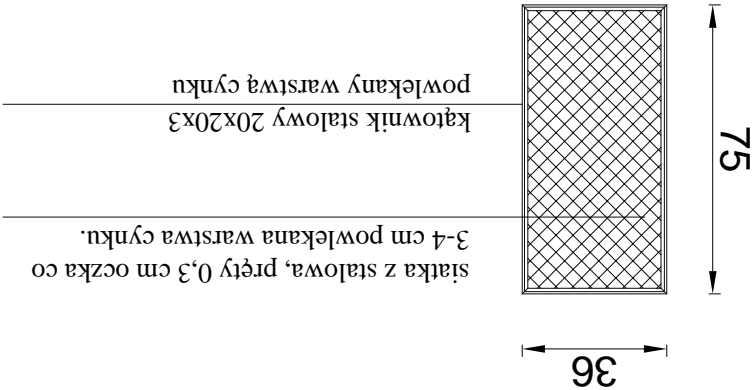 36
siatka z stalowa, pręty 0,3 cm oczka co
3-4 cm powlekana warstwa cynku.
75
kątownik stalowy 20x20x3
powlekany warstwą cynku